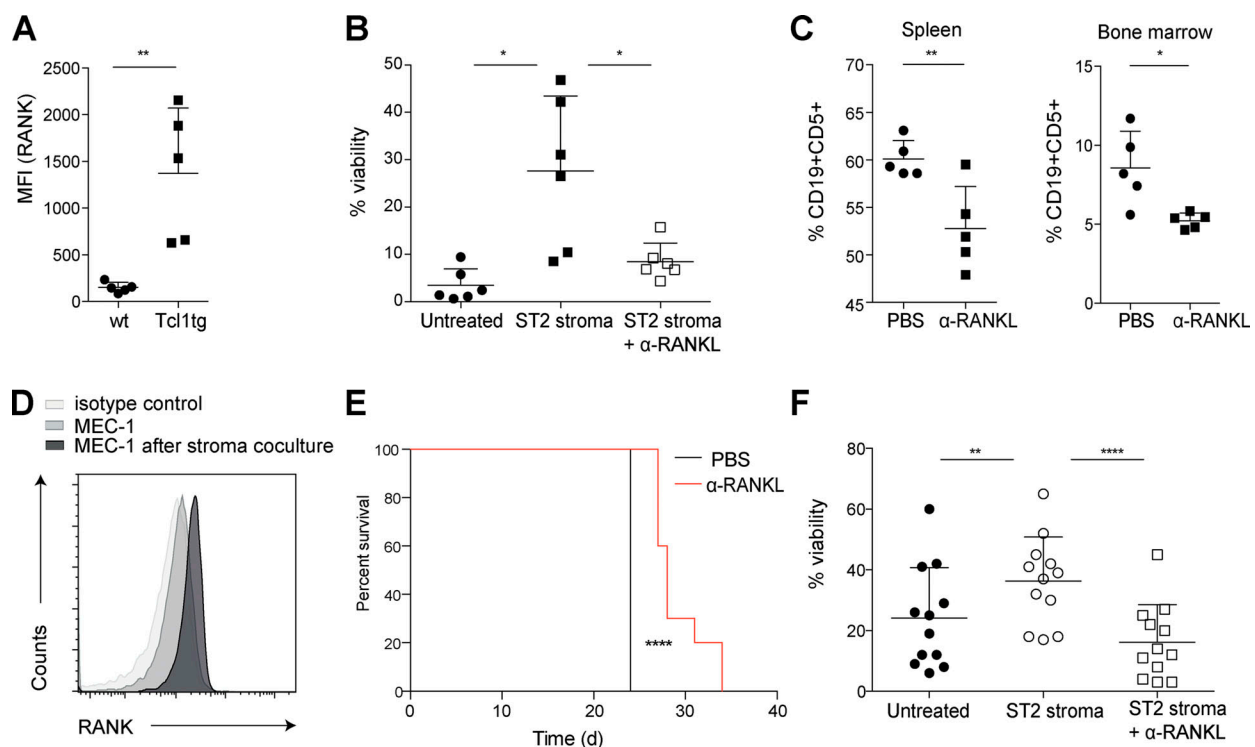 A
**
MFI (RANK)
2500
2000
1500
1000
500
0
wt Tcl1tg
B
* *
% viability
50
40
30
20
10
0
Untreated ST2 stroma ST2 stroma
+ α-RANKL
C
Spleen
**
% CD19+CD5+
70
65
60
55
50
45
PBS α-RANKL
Bone marrow
*
% CD19+CD5+
15
10
5
0
PBS α-RANKL
D
isotype control
MEC-1
MEC-1 after stroma coculture
Counts
RANK
E
Percent survival
100
80
60
40
20
0
PBS
α-RANKL
****
0 10 20 30 40
Time (d)
F
** ****
% viability
80
60
40
20
0
Untreated ST2 stroma ST2 stroma
+ α-RANKL